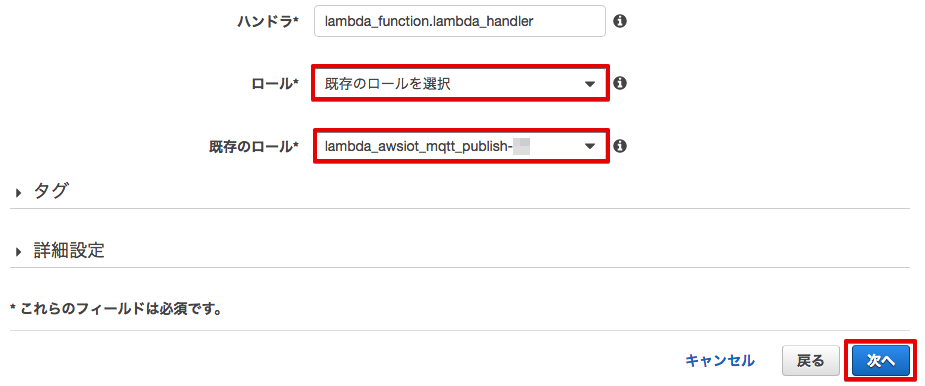 ハンドラ* lambda_function.lambda_handler
ロール* 既存のロールを選択
既存のロール* lambda_awsiot_mqtt_publish-
タグ
詳細設定
* これらのフィールドは必須です。
キャンセル 戻る 次へ